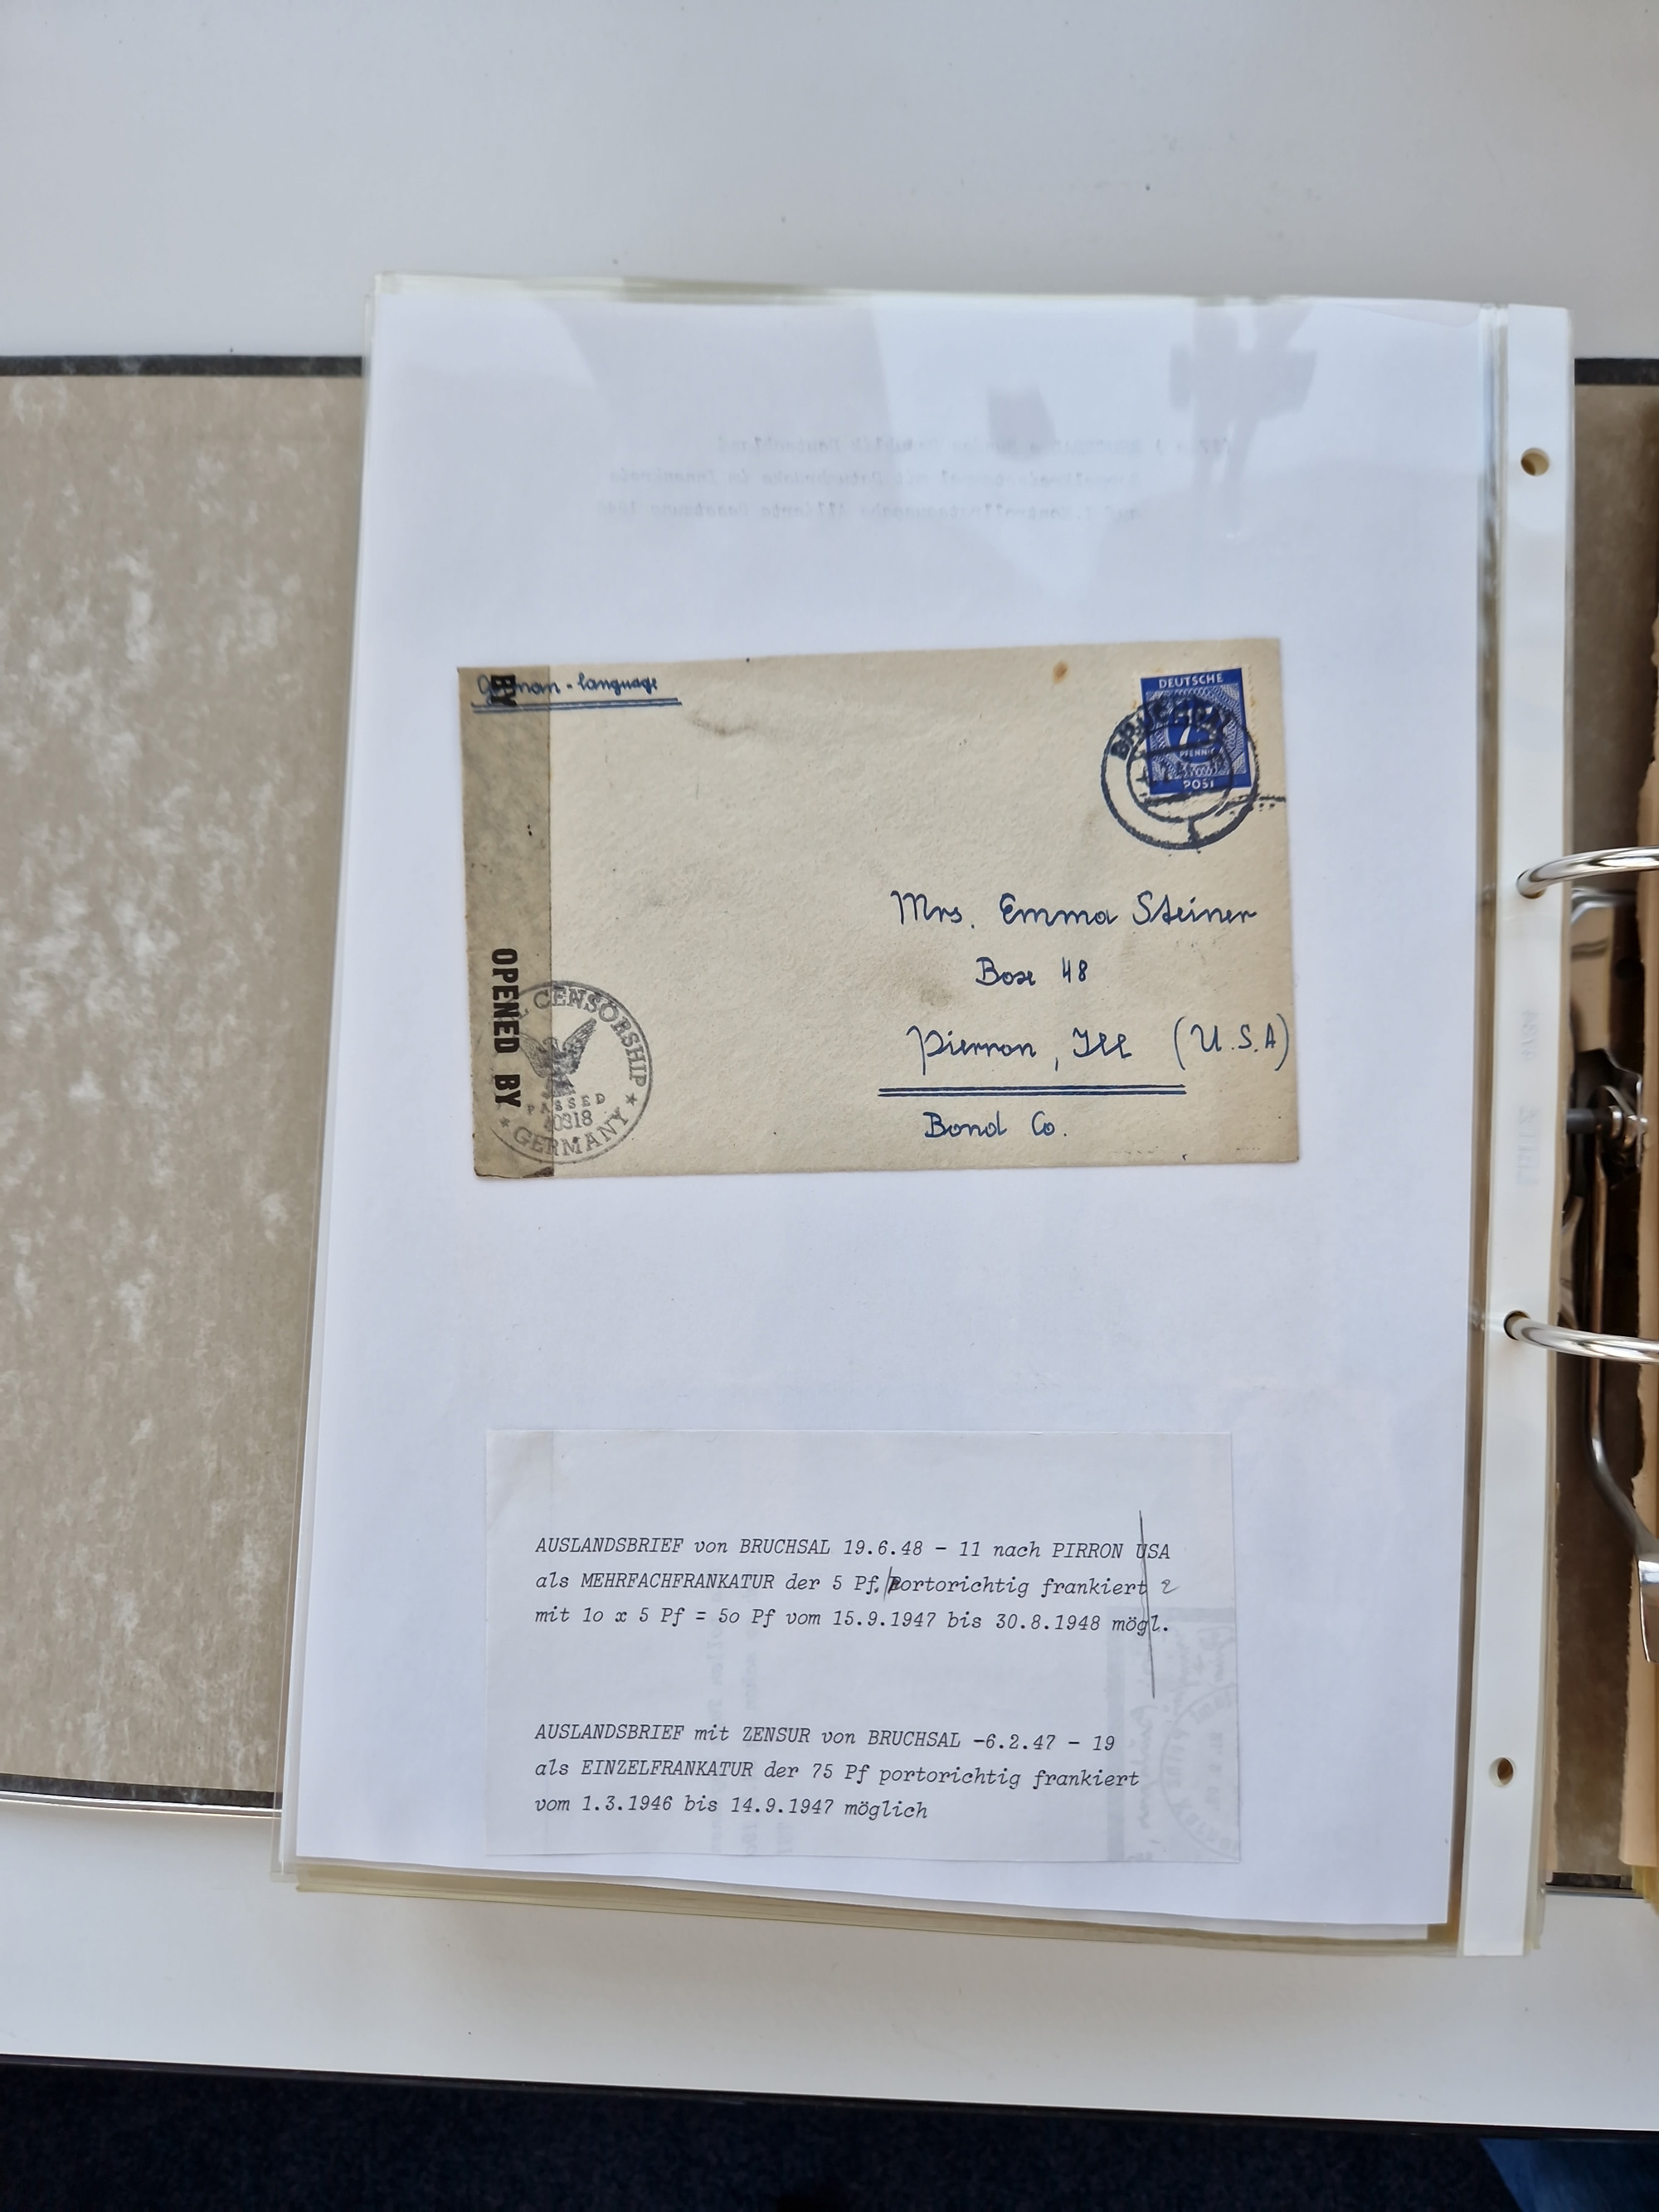 German - language
BY
DEUTSCHE
PFENNIG
POST
BRUCHSAL
Mrs. Emma Steiner
Box 48
Pierron, Ill (U.S.A)
Bond Co.
OPENED BY
CENSORSHIP
PASSED
GERMANY
AUSLANDSBRIEF von BRUCHSAL 19.6.48 - 11 nach PIRRON USA
als MEHRFACHFRANKATUR der 5 Pf. portorichtig frankiert
mit 1o x 5 Pf = 5o Pf vom 15.9.1947 bis 30.8.1948 mögl.
AUSLANDSBRIEF mit ZENSUR von BRUCHSAL -6.2.47 - 19
als EINZELFRANKATUR der 75 Pf portorichtig frankiert
vom 1.3.1946 bis 14.9.1947 möglich